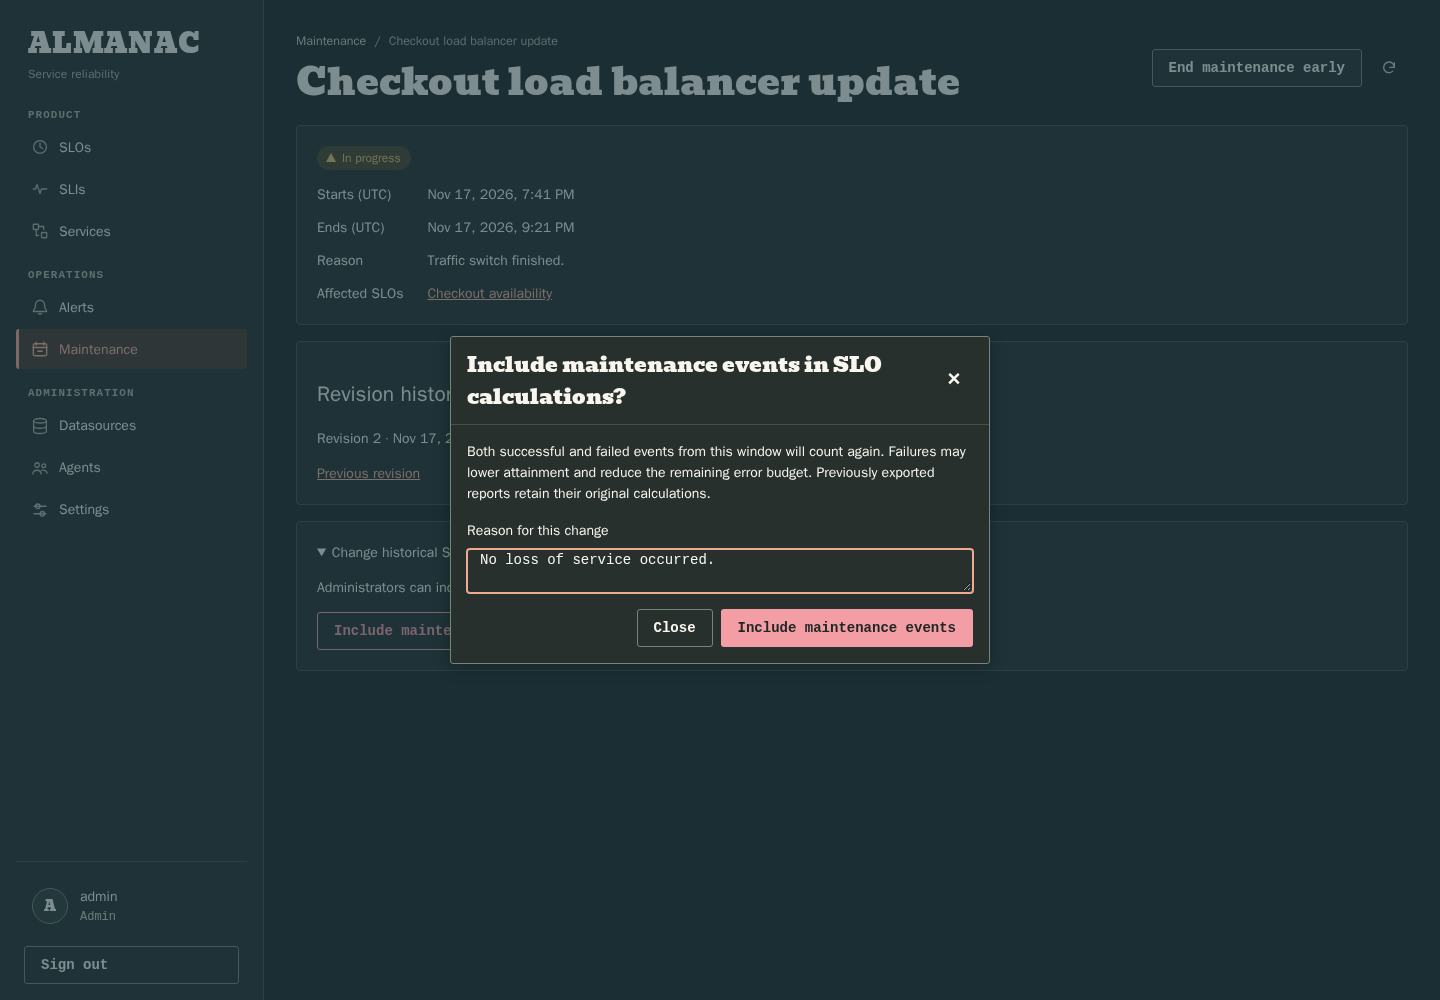 ALMANAC
Service reliability
PRODUCT
SLOs
SLIs
Services
OPERATIONS
Alerts
Maintenance
ADMINISTRATION
Datasources
Agents
Settings
A
admin
Admin
Sign out
Maintenance / Checkout load balancer update
Checkout load balancer update
End maintenance early
In progress
Starts (UTC) Nov 17, 2026, 7:41 PM
Ends (UTC) Nov 17, 2026, 9:21 PM
Reason Traffic switch finished.
Affected SLOs Checkout availability
Revision
Revision 2 · Nov 17,
Previous revision
Change historical
Administrators can
Include
Include maintenance events in SLO
calculations?
×
Both successful and failed events from this window will count again. Failures may
lower attainment and reduce the remaining error budget. Previously exported
reports retain their original calculations.
Reason for this change
No loss of service occurred.
Close
Include maintenance events